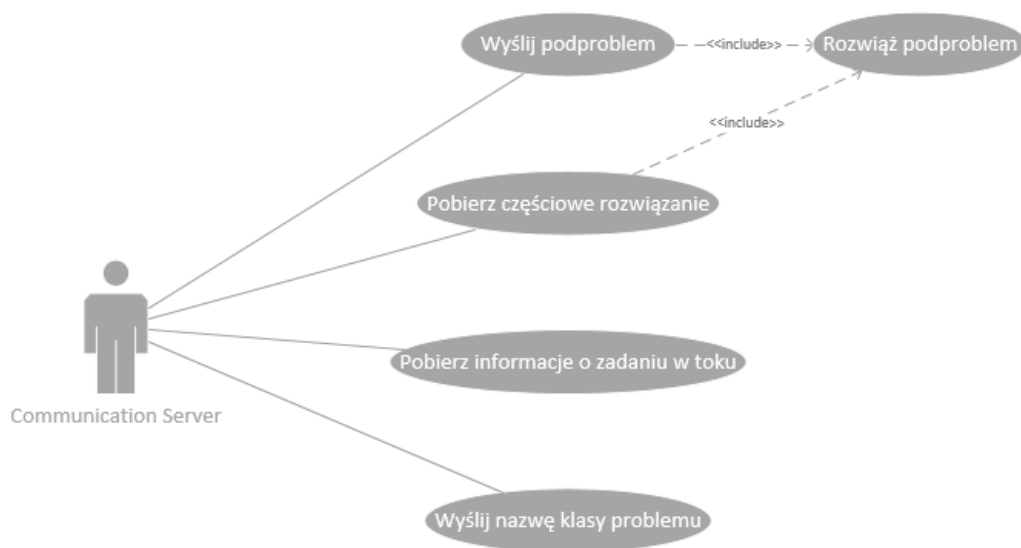 Wyślij podproblem
<<include>>
Rozwiąż podproblem
<<include>>
Pobierz częściowe rozwiązanie
Pobierz informacje o zadaniu w toku
Communication Server
Wyślij nazwę klasy problemu